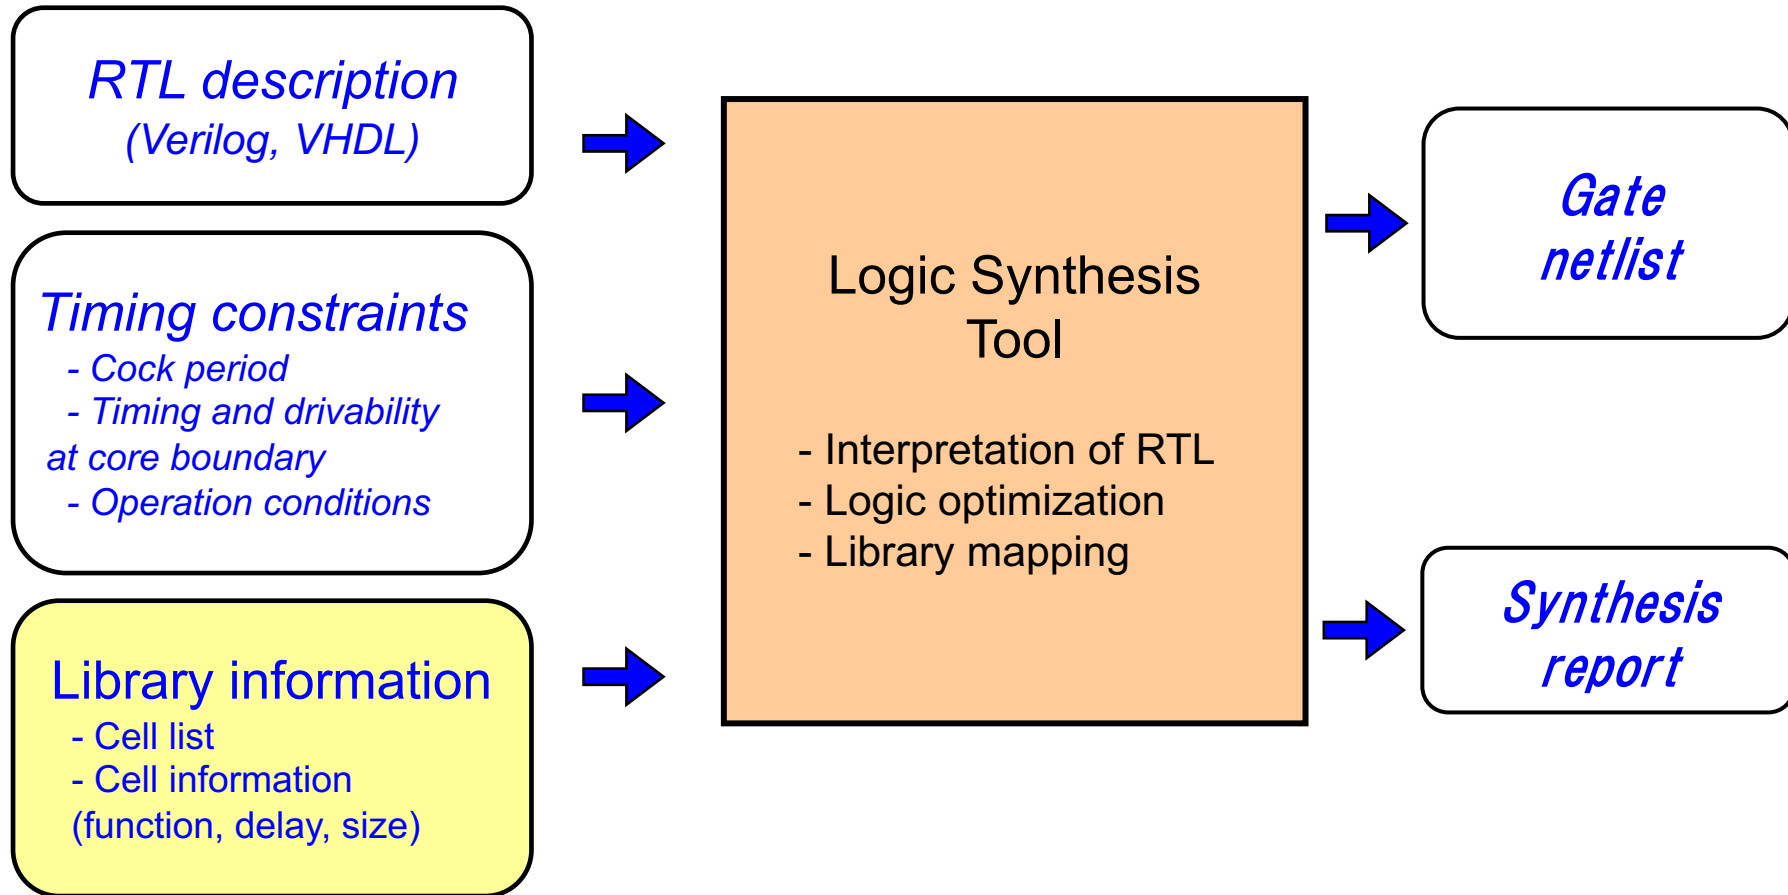 RTL description
(Verilog, VHDL)
Timing constraints
- Cock period
- Timing and drivability
at core boundary
- Operation conditions
Library information
- Cell list
- Cell information
(function, delay, size)
Logic Synthesis
Tool
- Interpretation of RTL
- Logic optimization
- Library mapping
Gate
netlist
Synthesis
report